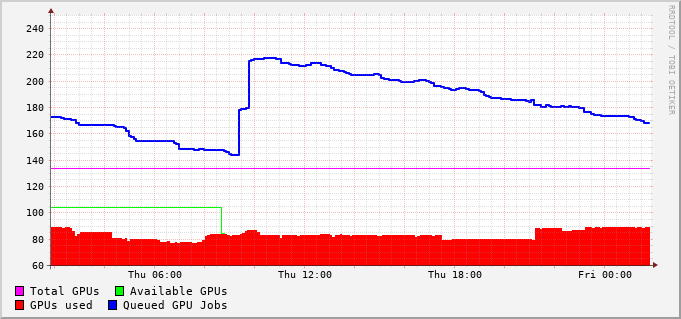 RRDTOOL / TOBI OETIKER
240
220
200
180
160
140
120
100
80
60
Thu 06:00 Thu 12:00 Thu 18:00 Fri 00:00
Total GPUs Available GPUs
GPUs used Queued GPU Jobs